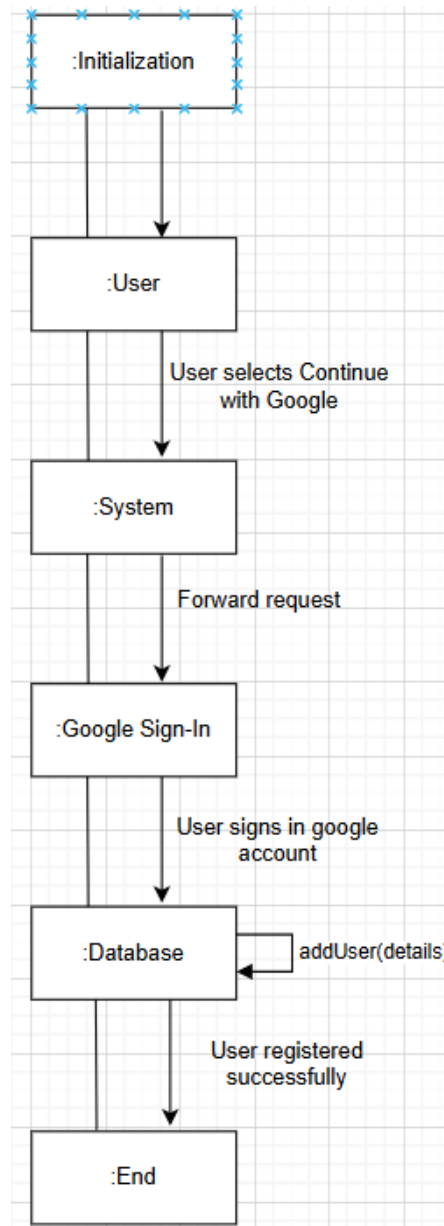 :Initialization
:User
User selects Continue
with Google
:System
Forward request
:Google Sign-In
User signs in google
account
:Database
addUser(details)
User registered
successfully
:End